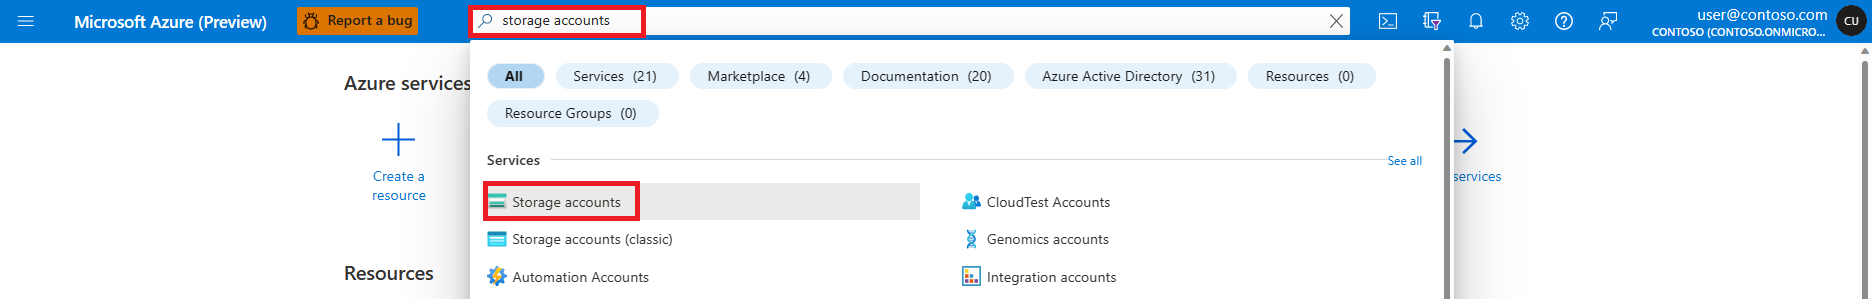 Microsoft Azure (Preview)
Report a bug
storage accounts
user@contoso.com
CONTOSO (CONTOSO.ONMICRO...
CU
Azure services
Create a
resource
All
Services (21)
Marketplace (4)
Documentation (20)
Azure Active Directory (31)
Resources (0)
Resource Groups (0)
Services
See all
Storage accounts
CloudTest Accounts
Storage accounts (classic)
Genomics accounts
Automation Accounts
Integration accounts
services
Resources